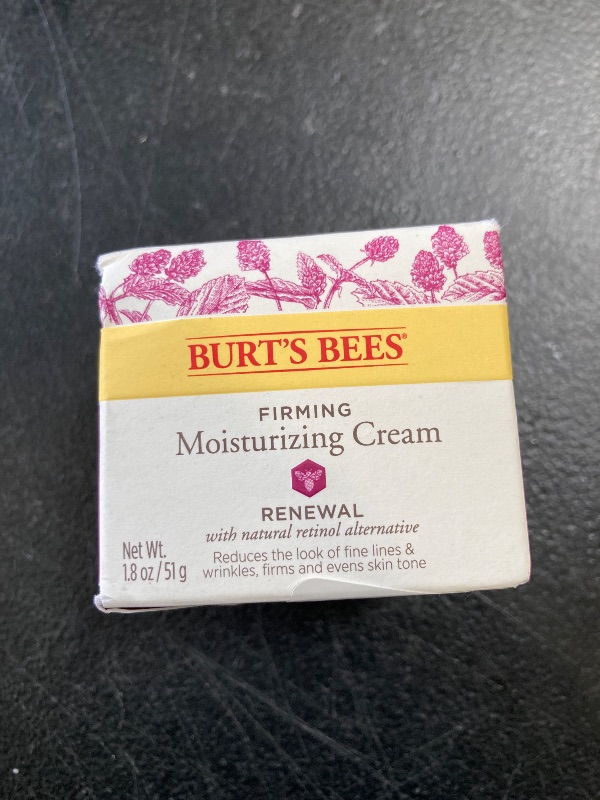 BURT'S BEES®
FIRMING
Moisturizing Cream
RENEWAL
with natural retinol alternative
Net Wt.
1.8 oz / 51 g
Reduces the look of fine lines &
wrinkles, firms and evens skin tone